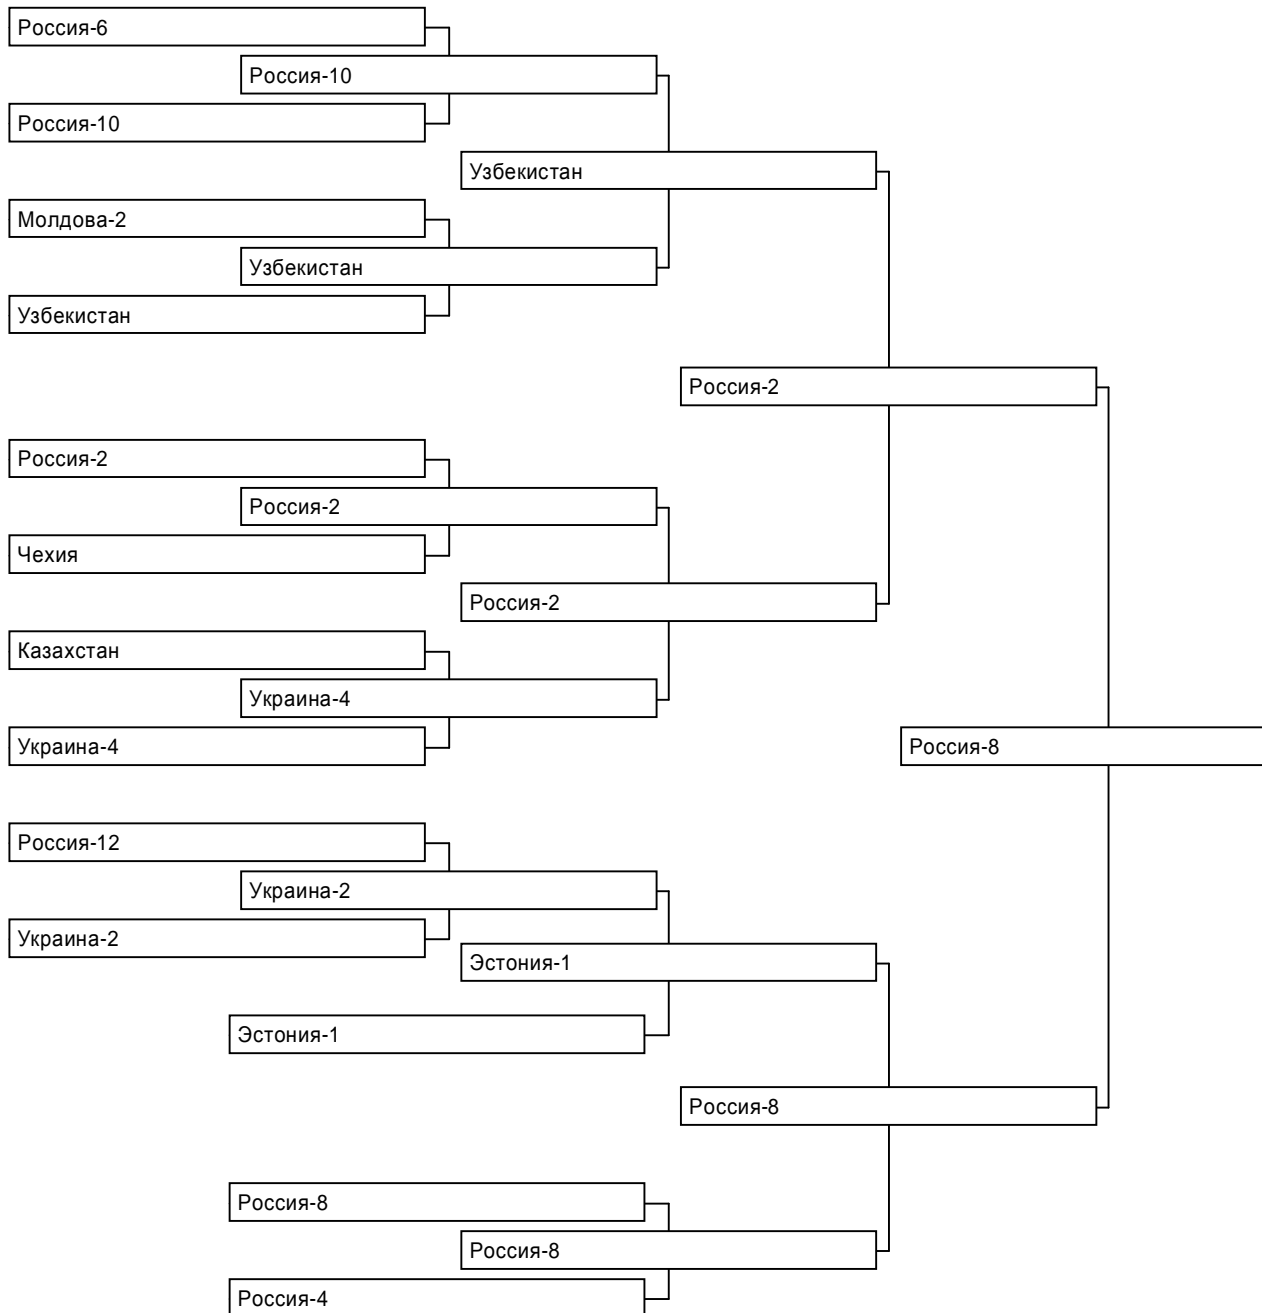 Россия-6
Россия-10
Россия-10
Узбекистан
Молдова-2
Узбекистан
Узбекистан
Россия-2
Россия-2
Россия-2
Чехия
Россия-2
Казахстан
Украина-4
Украина-4
Россия-8
Россия-12
Украина-2
Украина-2
Эстония-1
Эстония-1
Россия-8
Россия-8
Россия-8
Россия-4